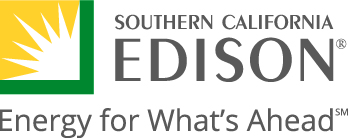 SOUTHERN CALIFORNIA
EDISON®
Energy for What's Ahead℠